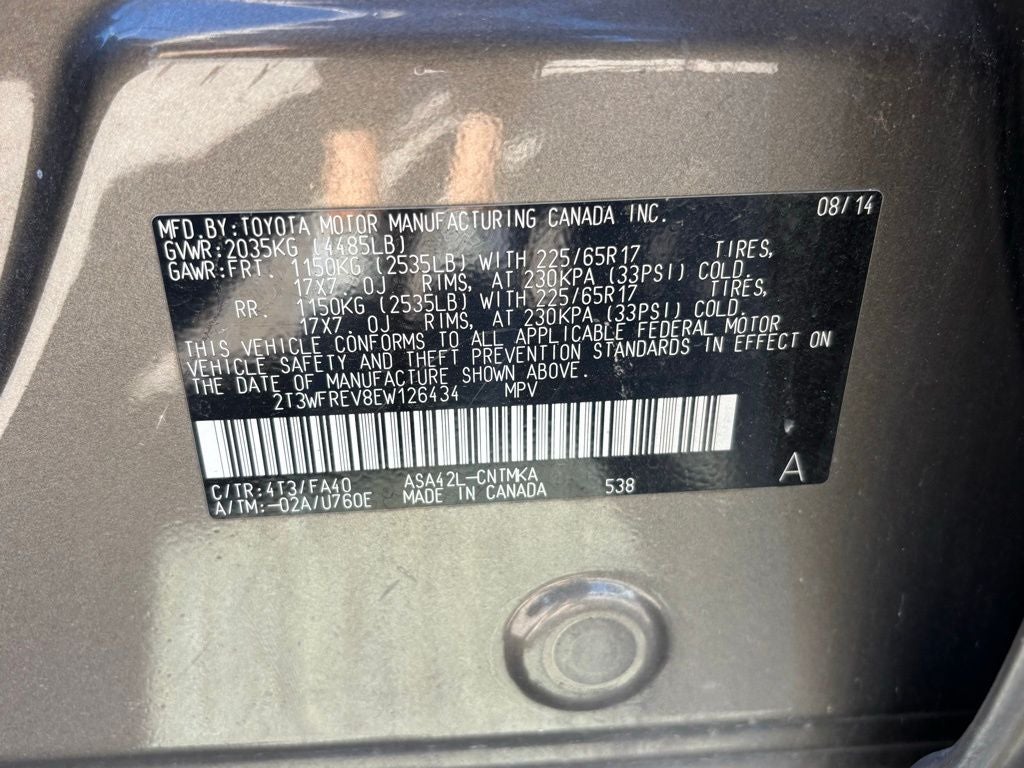 MFD.BY:TOYOTA MOTOR MANUFACTURING CANADA INC. 08/14
GVWR:2035KG (4485LB)
GAWR:FRT. 1150KG (2535LB) WITH 225/65R17 TIRES,
17X7 0J RIMS, AT 230KPA (33PSI) COLD.
RR. 1150KG (2535LB) WITH 225/65R17 TIRES,
17X7 0J RIMS, AT 230KPA (33PSI) COLD.
THIS VEHICLE CONFORMS TO ALL APPLICABLE FEDERAL MOTOR
VEHICLE SAFETY AND THEFT PREVENTION STANDARDS IN EFFECT ON
THE DATE OF MANUFACTURE SHOWN ABOVE.
2T3WFREV8EW126434 MPV
C/TR:4T3/FA40 ASA42L-CNTMKA 538 A
A/TM:-02A/U760E MADE IN CANADA